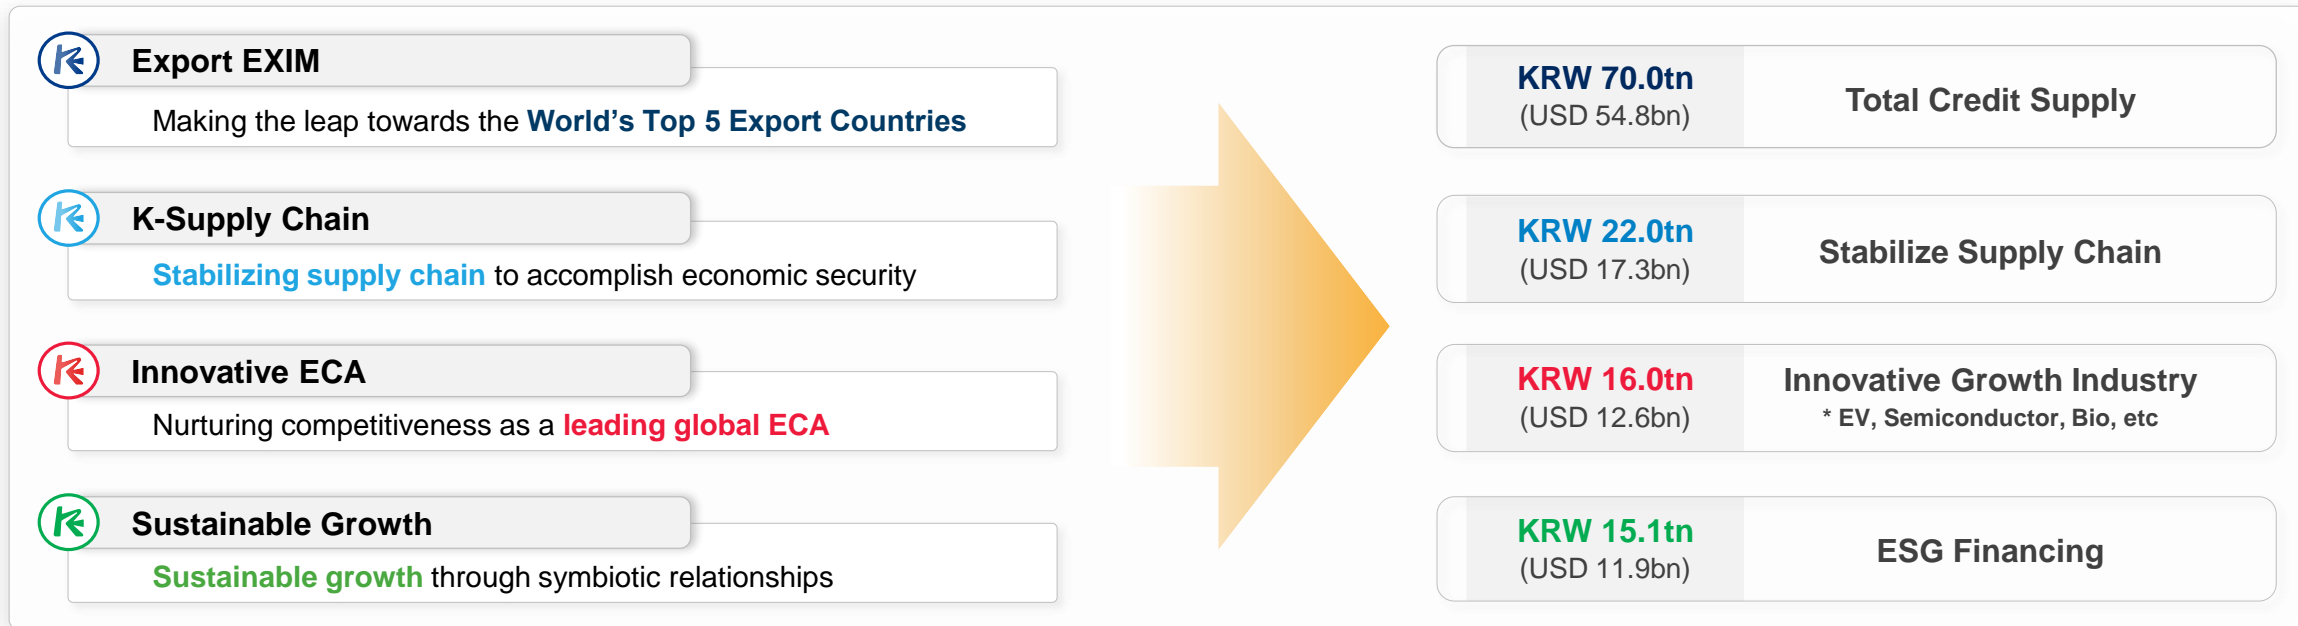 Export EXIM
Making the leap towards the World's Top 5 Export Countries
K-Supply Chain
Stabilizing supply chain to accomplish economic security
Innovative ECA
Nurturing competitiveness as a leading global ECA
Sustainable Growth
Sustainable growth through symbiotic relationships
KRW 70.0tn
(USD 54.8bn)
Total Credit Supply
KRW 22.0tn
(USD 17.3bn)
Stabilize Supply Chain
KRW 16.0tn
(USD 12.6bn)
Innovative Growth Industry
* EV, Semiconductor, Bio, etc
KRW 15.1tn
(USD 11.9bn)
ESG Financing